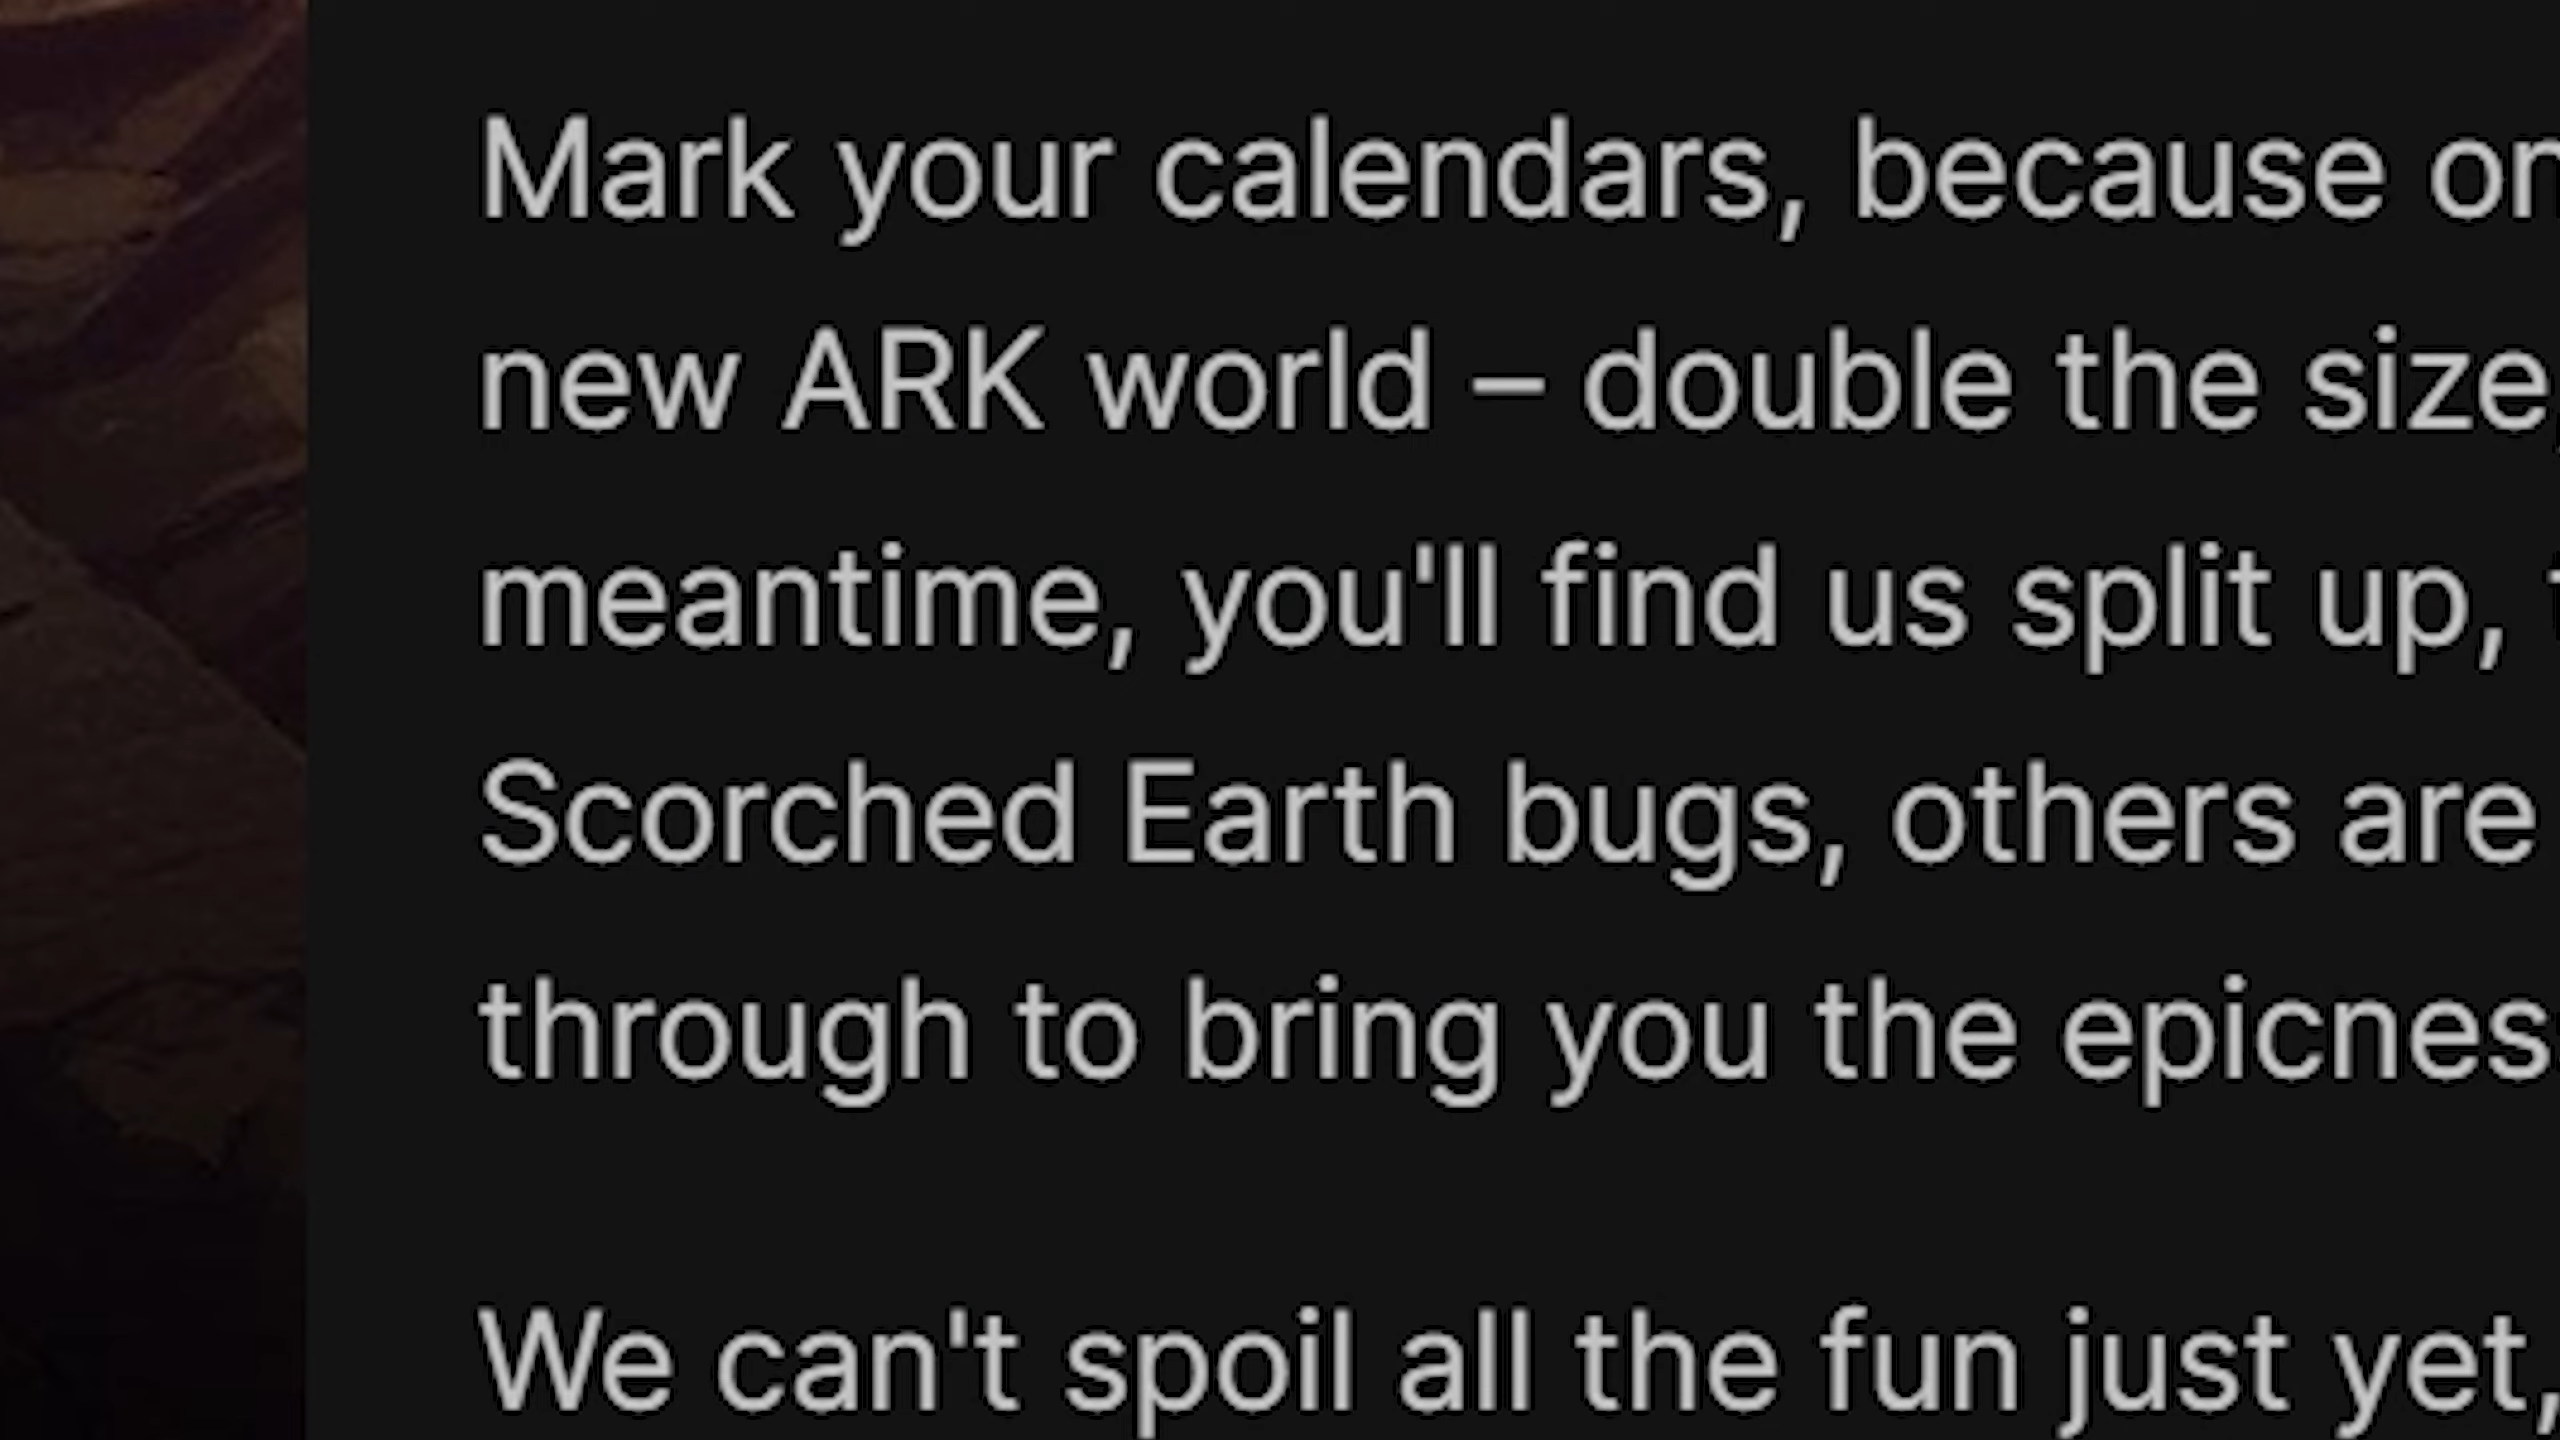 Mark your calendars, because on
new ARK world – double the size,
meantime, you'll find us split up,
Scorched Earth bugs, others are
through to bring you the epicness
We can't spoil all the fun just yet,